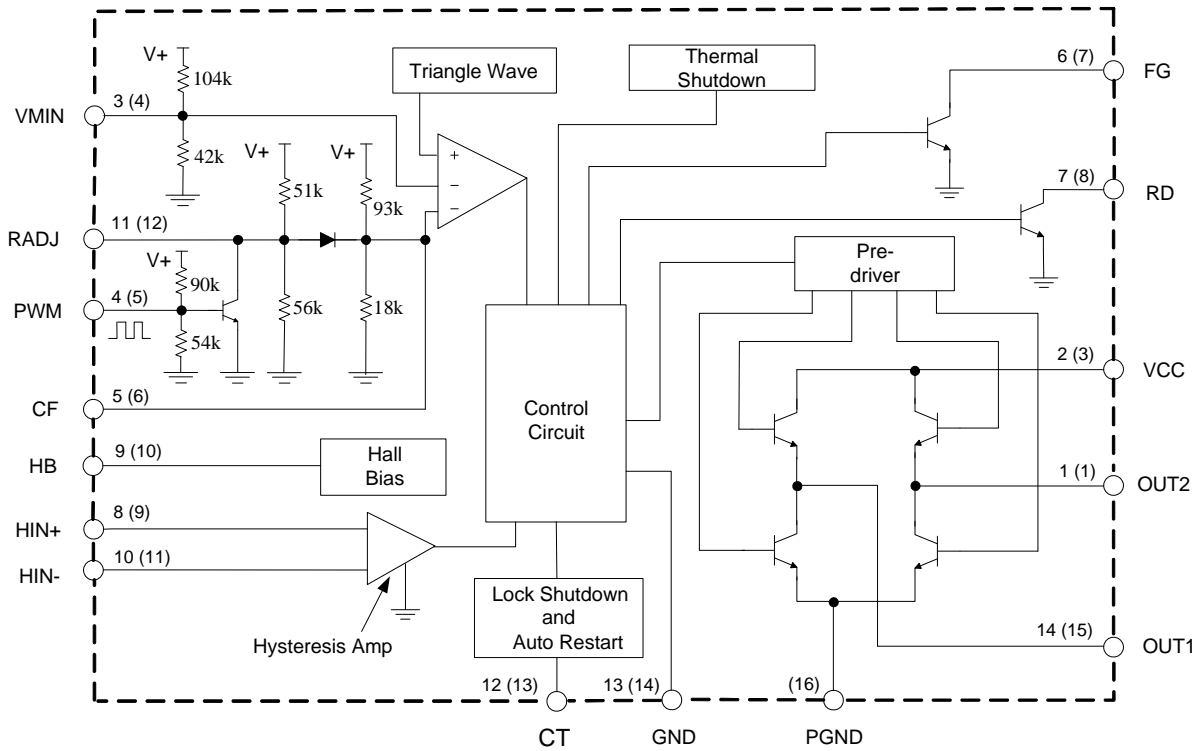 V+
104k
VMIN
3 (4)
42k
V+
V+
51k
93k
RADJ
11 (12)
V+
90k
PWM
4 (5)
54k
56k
18k
CF
5 (6)
HB
9 (10)
Hall
Bias
HIN+
8 (9)
HIN-
10 (11)
Hysteresis Amp
Triangle Wave
+
−
−
Thermal
Shutdown
Control
Circuit
Lock Shutdown
and
Auto Restart
Pre-
driver
6 (7)
FG
7 (8)
RD
2 (3)
VCC
1 (1)
OUT2
14 (15)
OUT1
12 (13)
CT
13 (14)
GND
(16)
PGND